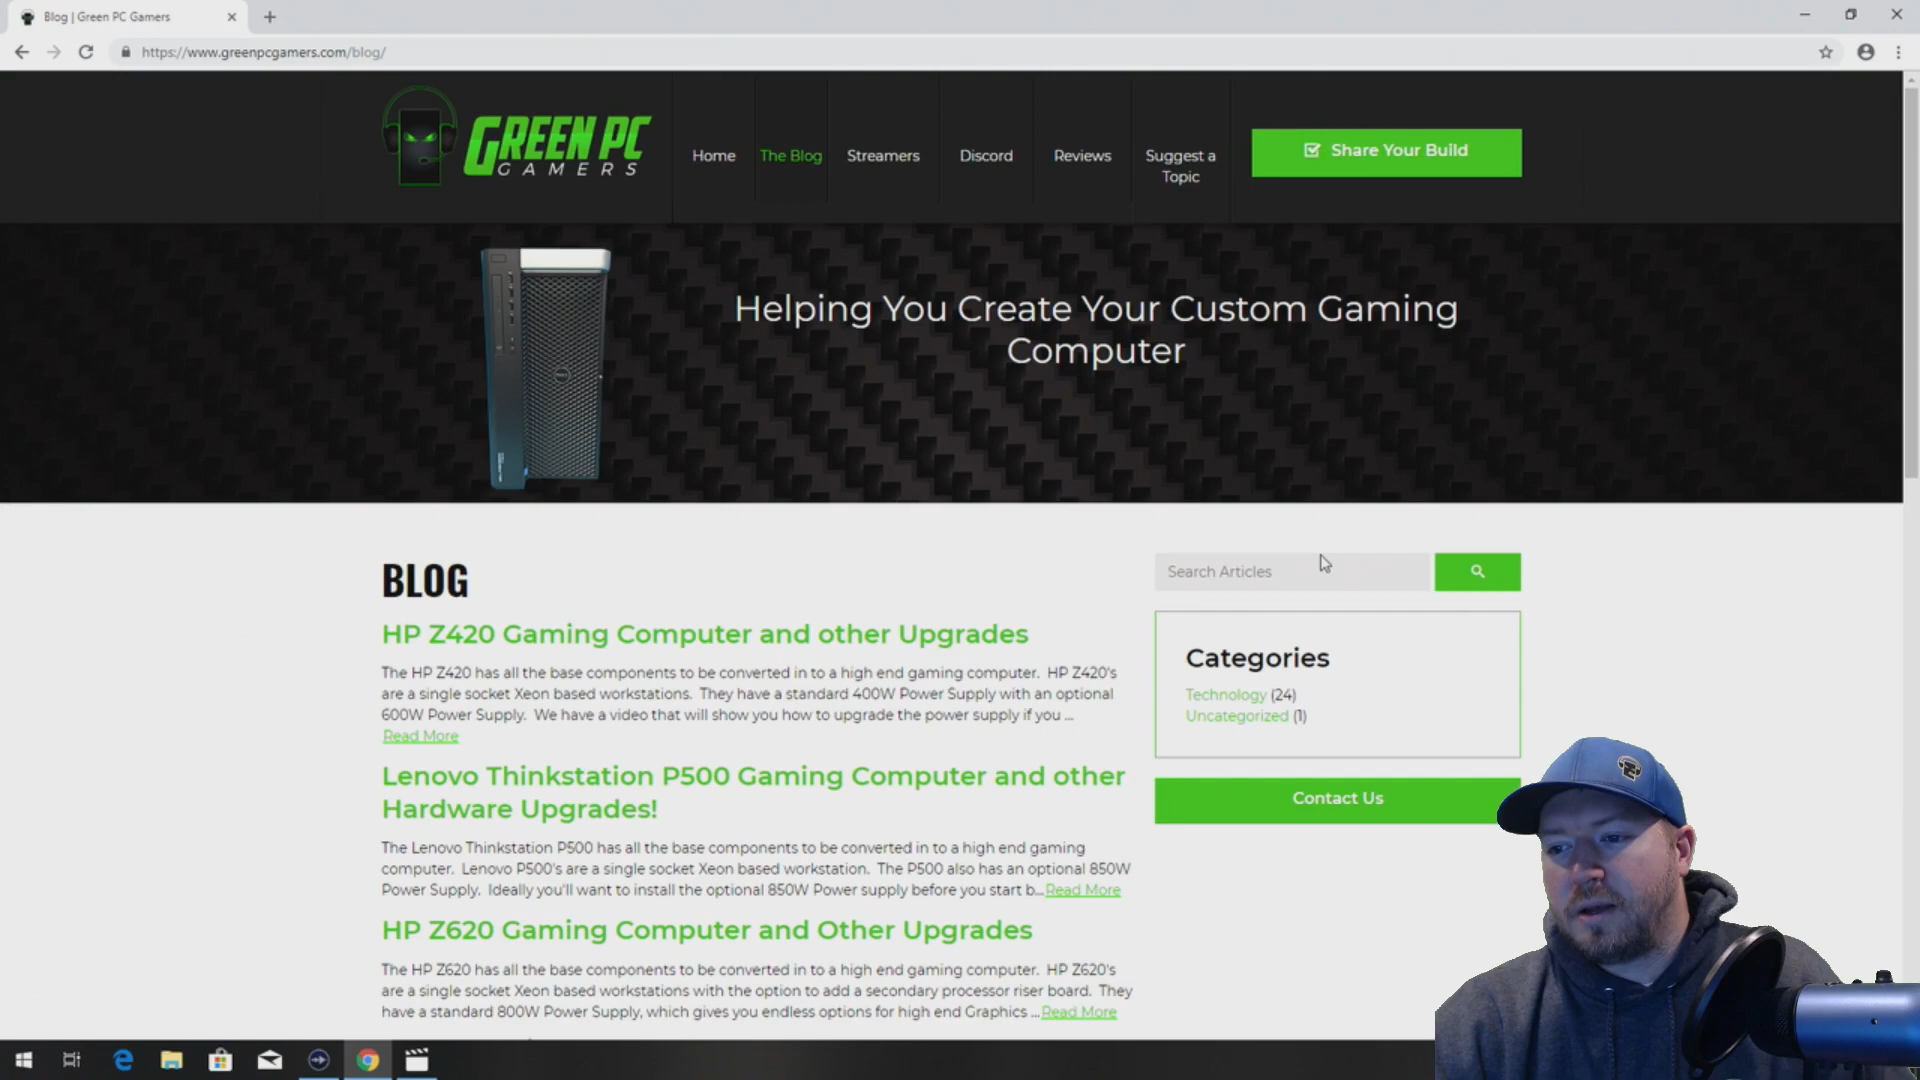 Blog | Green PC Gamers
https://www.greenpcgamers.com/blog/
GREEN PC
GAMERS
Home
The Blog
Streamers
Discord
Reviews
Suggest a
Topic
Share Your Build
Helping You Create Your Custom Gaming
Computer
BLOG
HP Z420 Gaming Computer and other Upgrades
The HP Z420 has all the base components to be converted in to a high end gaming computer. HP Z420's
are a single socket Xeon based workstations. They have a standard 400W Power Supply with an optional
600W Power Supply. We have a video that will show you how to upgrade the power supply if you ...
Read More
Lenovo Thinkstation P500 Gaming Computer and other
Hardware Upgrades!
The Lenovo Thinkstation P500 has all the base components to be converted in to a high end gaming
computer. Lenovo P500's are a single socket Xeon based workstation. The P500 also has an optional 850W
Power Supply. Ideally you'll want to install the optional 850W Power supply before you start b...Read More
HP Z620 Gaming Computer and Other Upgrades
The HP Z620 has all the base components to be converted in to a high end gaming computer. HP Z620's
are a single socket Xeon based workstations with the option to add a secondary processor riser board. They
have a standard 800W Power Supply, which gives you endless options for high end Graphics ...Read More
Search Articles
Categories
Technology (24)
Uncategorized (1)
Contact Us